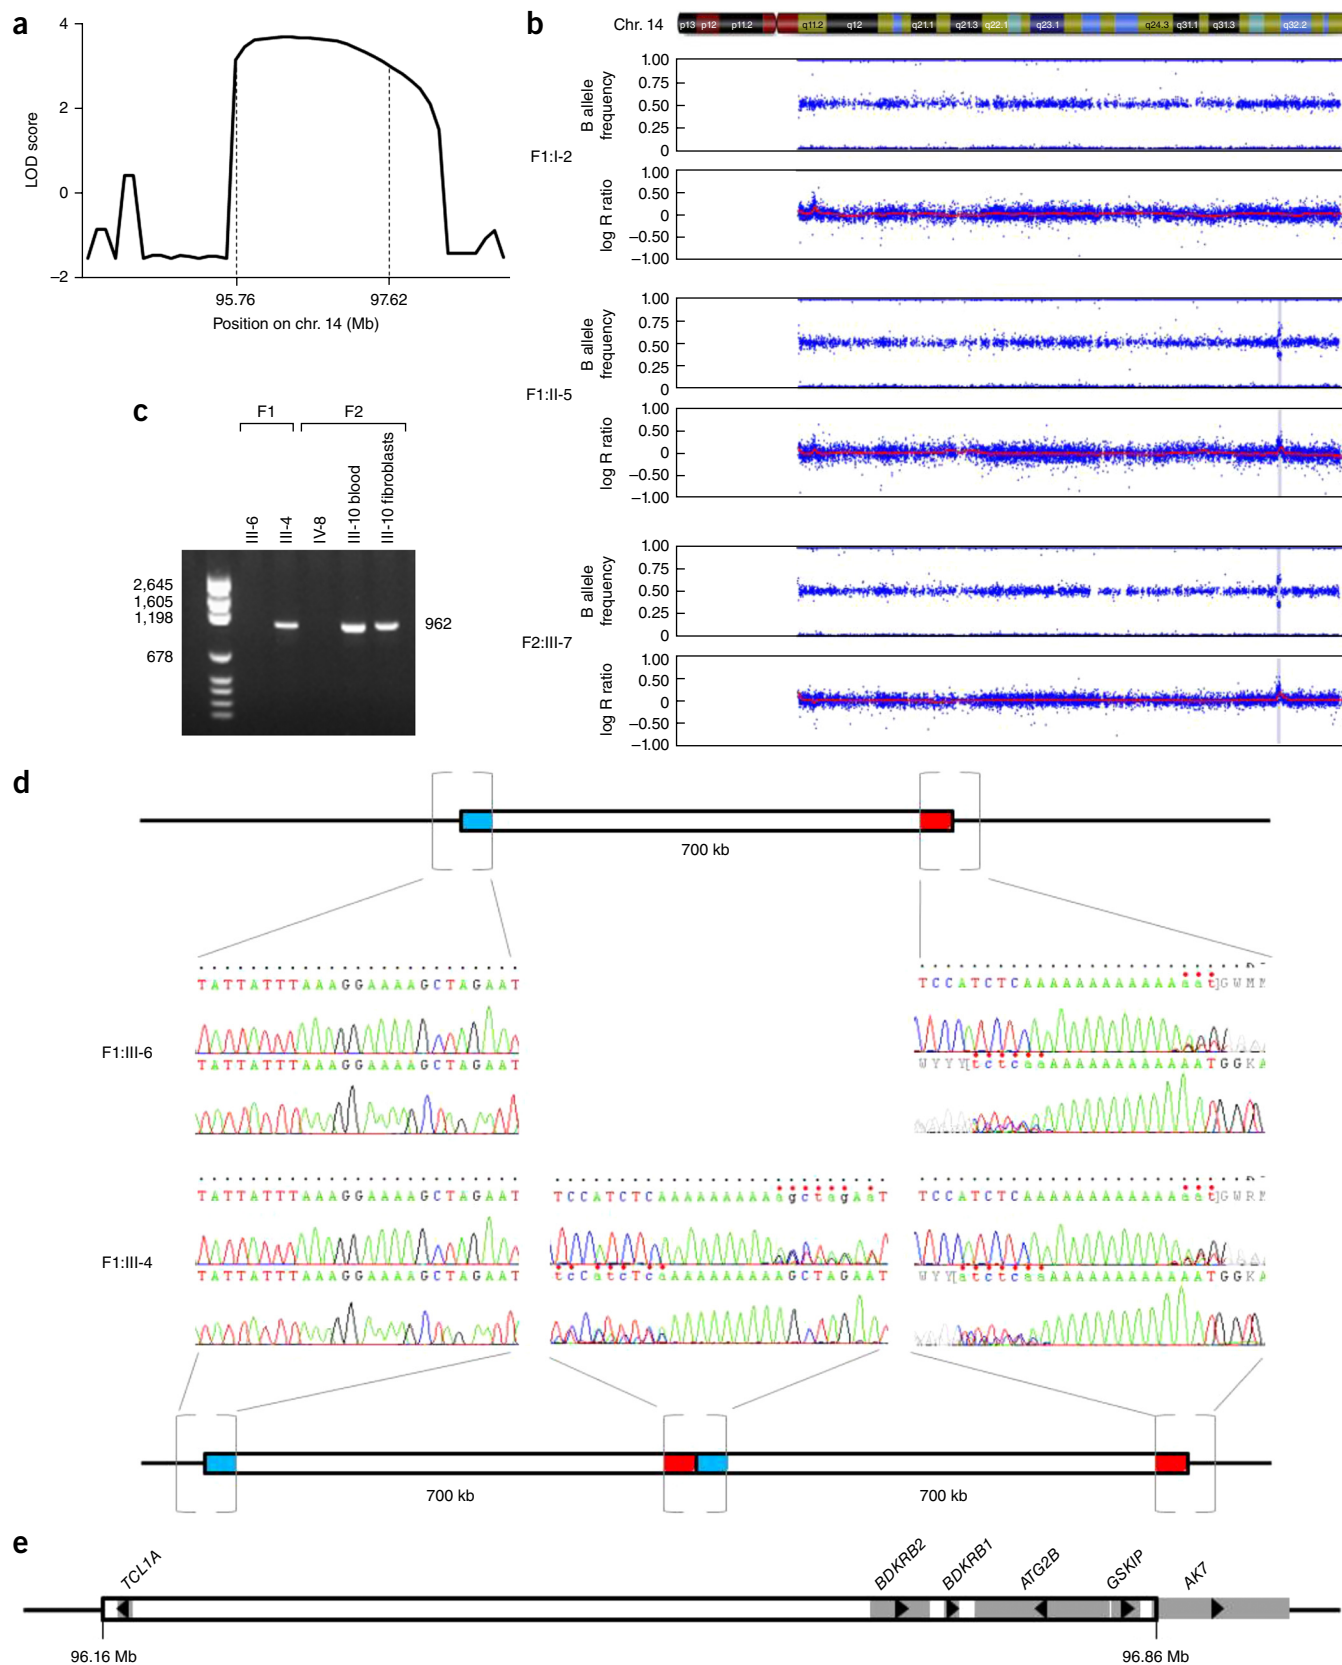 a
4
2
0
−2
LOD score
95.76
97.62
Position on chr. 14 (Mb)
b
Chr. 14
p13 p12 p11.2 q11.2 q12 q21.1 q21.3 q22.1 q23.1 q24.3 q31.1 q31.3 q32.2
F1:I-2
B allele
frequency
1.00
0.75
0.50
0.25
0
log R ratio
1.00
0.50
0
−0.50
−1.00
F1:II-5
B allele
frequency
1.00
0.75
0.50
0.25
0
log R ratio
1.00
0.50
0
−0.50
−1.00
F2:III-7
B allele
frequency
1.00
0.75
0.50
0.25
0
log R ratio
1.00
0.50
0
−0.50
−1.00
c
F1 F2
III-6
III-4
IV-8
III-10 blood
III-10 fibroblasts
2,645
1,605
1,198
678
962
d
700 kb
F1:III-6
TATTATTTAAAGGAAAAGCTAGAAT
TATTATTTAAAGGAAAAGCTAGAAT
F1:III-4
TATTATTTAAAGGAAAAGCTAGAAT
TATTATTTAAAGGAAAAGCTAGAAT
700 kb
700 kb
e
TCL1A
BDKRB2
BDKRB1
ATG2B
GSKIP
AK7
96.16 Mb
96.86 Mb